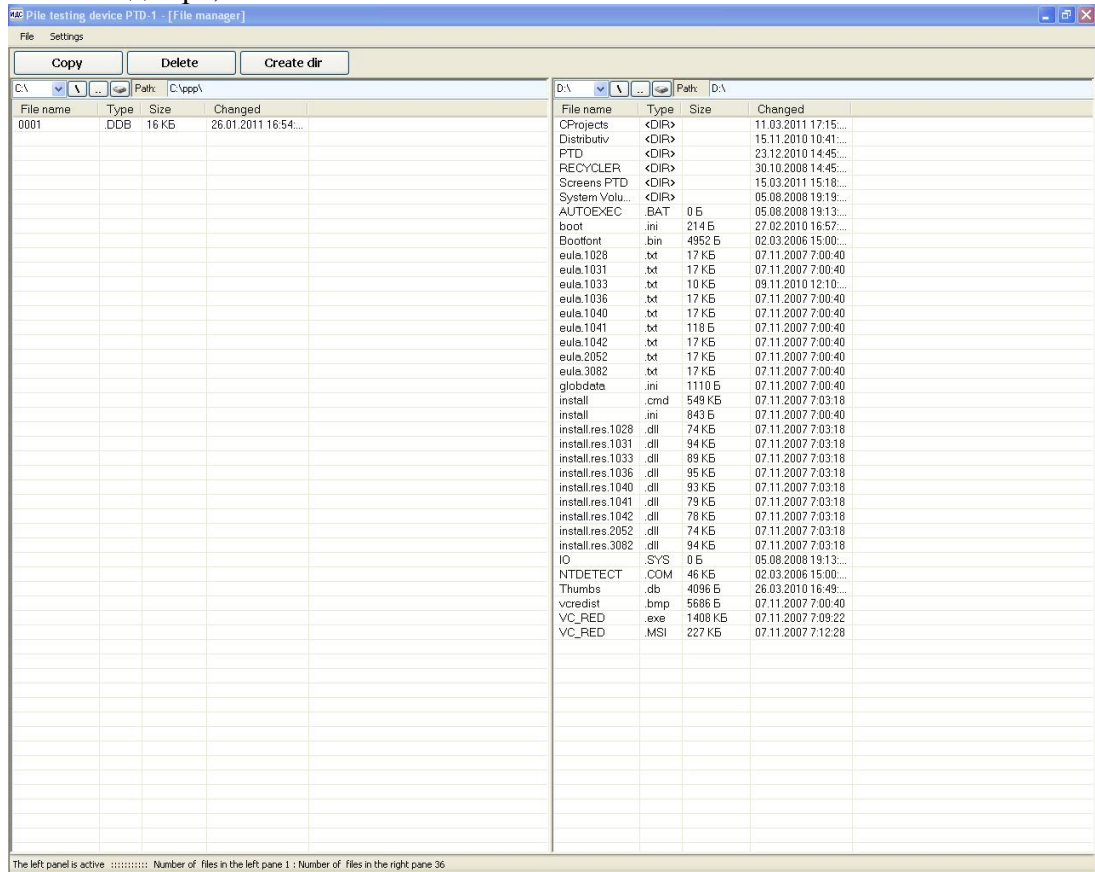 ИДС Pile testing device PTD-1 - [File manager]
File Settings
Copy Delete Create dir
C:\ \ .. Path: C:\ppp\
File name Type Size Changed
0001 .DDB 16 КБ 26.01.2011 16:54:...
D:\ \ .. Path: D:\
File name Type Size Changed
CProjects <DIR> 11.03.2011 17:15:...
Distributiv <DIR> 15.11.2010 10:41:...
PTD <DIR> 23.12.2010 14:45:...
RECYCLER <DIR> 30.10.2008 14:45:...
Screens PTD <DIR> 15.03.2011 15:18:...
System Volu... <DIR> 05.08.2008 19:19:...
AUTOEXEC .BAT 0 Б 05.08.2008 19:13:...
boot .ini 214 Б 27.02.2010 16:57:...
Bootfont .bin 4952 Б 02.03.2006 15:00:...
eula.1028 .txt 17 КБ 07.11.2007 7:00:40
eula.1031 .txt 17 КБ 07.11.2007 7:00:40
eula.1033 .txt 10 КБ 09.11.2010 12:10:...
eula.1036 .txt 17 КБ 07.11.2007 7:00:40
eula.1040 .txt 17 КБ 07.11.2007 7:00:40
eula.1041 .txt 118 Б 07.11.2007 7:00:40
eula.1042 .txt 17 КБ 07.11.2007 7:00:40
eula.2052 .txt 17 КБ 07.11.2007 7:00:40
eula.3082 .txt 17 КБ 07.11.2007 7:00:40
globdata .ini 1110 Б 07.11.2007 7:00:40
install .cmd 549 КБ 07.11.2007 7:03:18
install .ini 843 Б 07.11.2007 7:00:40
install.res.1028 .dll 74 КБ 07.11.2007 7:03:18
install.res.1031 .dll 94 КБ 07.11.2007 7:03:18
install.res.1033 .dll 89 КБ 07.11.2007 7:03:18
install.res.1036 .dll 95 КБ 07.11.2007 7:03:18
install.res.1040 .dll 93 КБ 07.11.2007 7:03:18
install.res.1041 .dll 79 КБ 07.11.2007 7:03:18
install.res.1042 .dll 78 КБ 07.11.2007 7:03:18
install.res.2052 .dll 74 КБ 07.11.2007 7:03:18
install.res.3082 .dll 94 КБ 07.11.2007 7:03:18
IO .SYS 0 Б 05.08.2008 19:13:...
NTDETECT .COM 46 КБ 02.03.2006 15:00:...
Thumbs .db 4096 Б 26.03.2010 16:49:...
vcredist .bmp 5686 Б 07.11.2007 7:00:40
VC_RED .exe 1408 КБ 07.11.2007 7:09:22
VC_RED .MSI 227 КБ 07.11.2007 7:12:28
The left panel is active :::::::::: Number of files in the left pane 1 : Number of files in the right pane 36